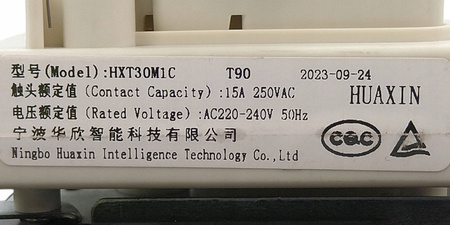 型号(Model):HXT30M1C T90 2023-09-24
触头额定值(Contact Capacity):15A 250VAC HUAXIN
电压额定值(Rated Voltage):AC220-240V 50Hz
宁波华欣智能科技有限公司
Ningbo Huaxin Intelligence Technology Co.,Ltd
CQC